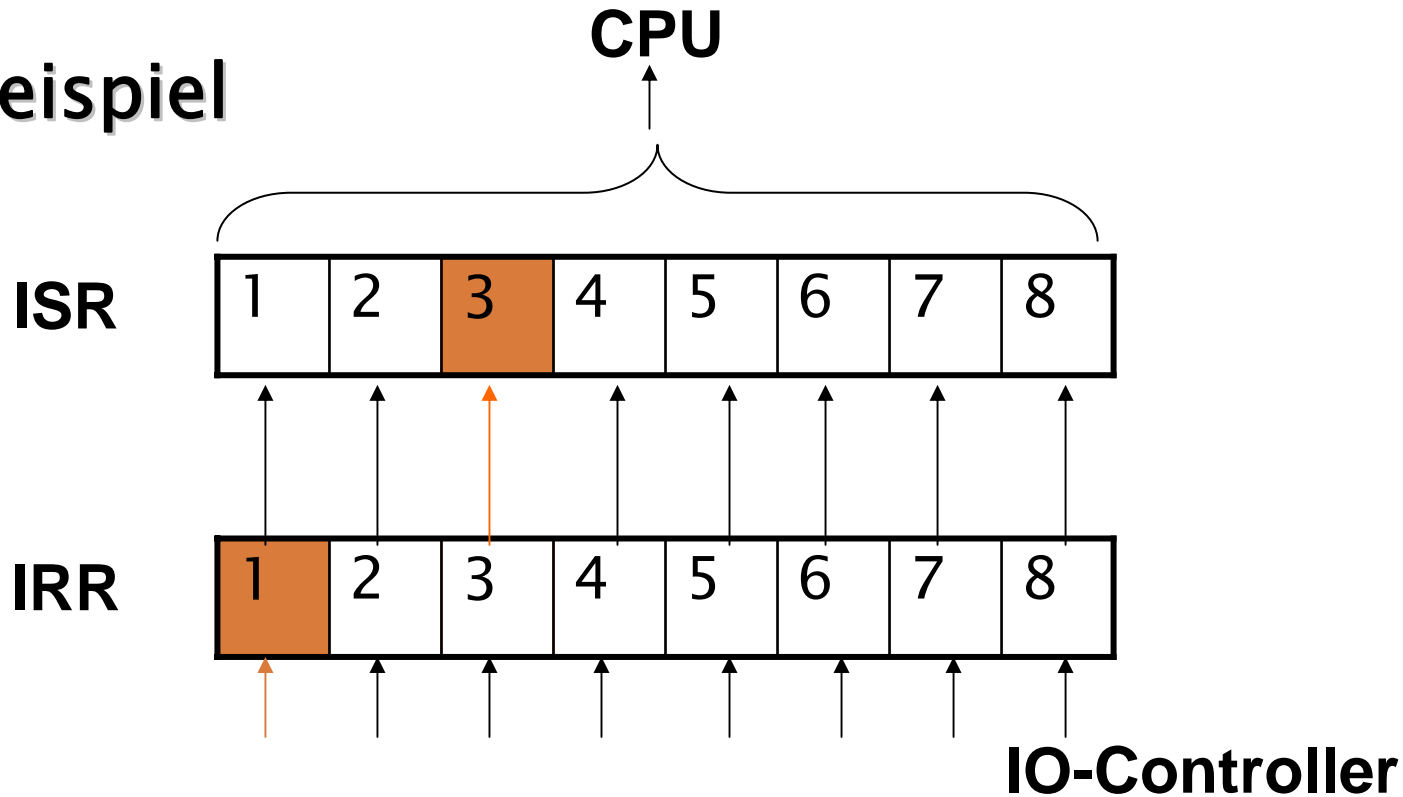 CPU
eispiel
ISR 1 2 3 4 5 6 7 8
IRR 1 2 3 4 5 6 7 8
IO-Controller